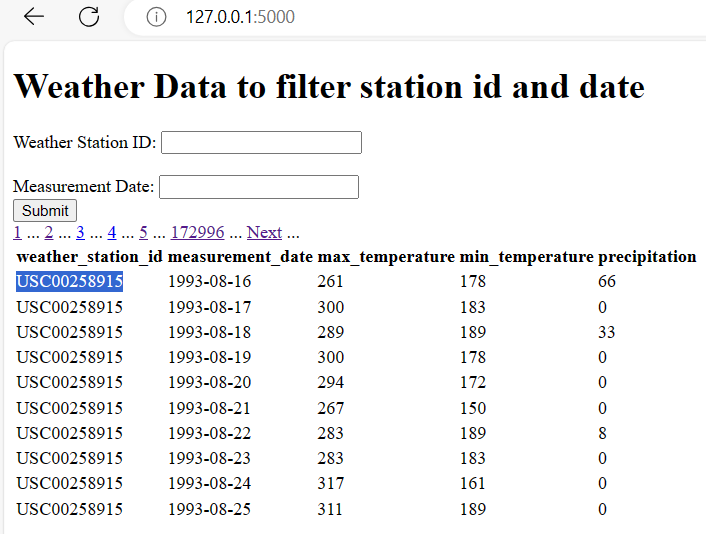 127.0.0.1:5000
Weather Data to filter station id and date
Weather Station ID:
Measurement Date:
Submit
1 ... 2 ... 3 ... 4 ... 5 ... 172996 ... Next ...
weather_station_id measurement_date max_temperature min_temperature precipitation
USC00258915 1993-08-16 261 178 66
USC00258915 1993-08-17 300 183 0
USC00258915 1993-08-18 289 189 33
USC00258915 1993-08-19 300 178 0
USC00258915 1993-08-20 294 172 0
USC00258915 1993-08-21 267 150 0
USC00258915 1993-08-22 283 189 8
USC00258915 1993-08-23 283 183 0
USC00258915 1993-08-24 317 161 0
USC00258915 1993-08-25 311 189 0